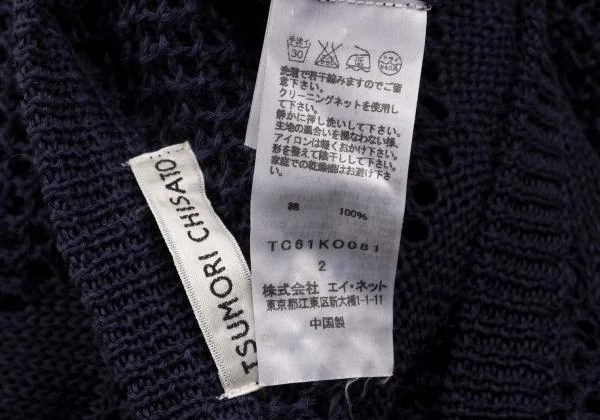 手洗イ
30
洗濯で若干縮みますのでご留
意下さい。
クリーニングネットを使用し
て下さい。
静かに押し洗いして下さい。
生地の風合いを損なわない様、
アイロンは軽くおかけ下さい。
形を整えて陰干しして下さい。
家庭での乾燥機はお避け下さ
い。
綿 100%
TC61KO081
2
株式会社 エイ・ネット
東京都江東区新大橋1-1-11
中国製
TSUMORI CHISATO